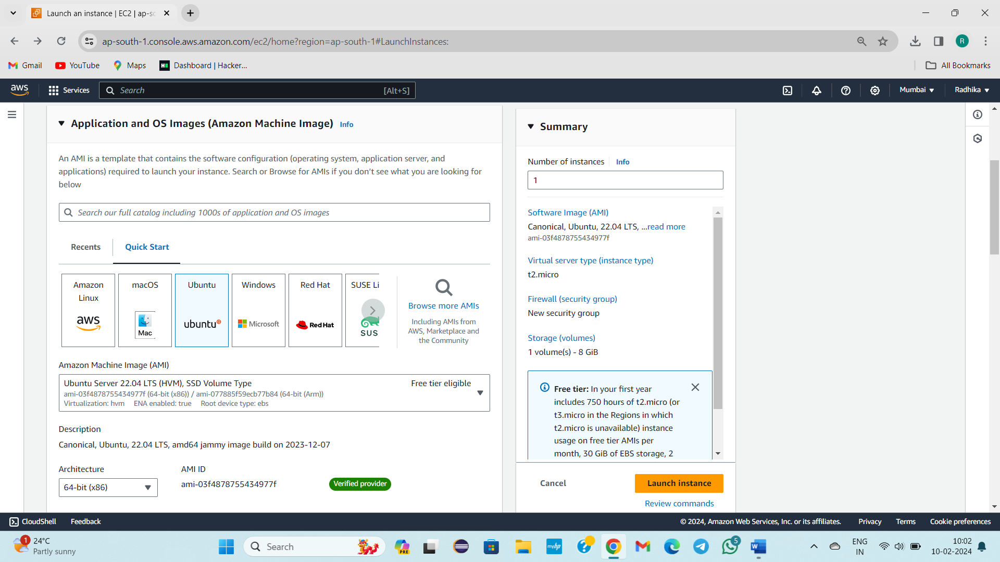 Launch an instance | EC2 | ap-sc
ap-south-1.console.aws.amazon.com/ec2/home?region=ap-south-1#LaunchInstances:
R
Gmail
YouTube
Maps
Dashboard | Hacker...
All Bookmarks
aws
Services
Search
[Alt+S]
Mumbai
Radhika
Application and OS Images (Amazon Machine Image) Info
An AMI is a template that contains the software configuration (operating system, application server, and
applications) required to launch your instance. Search or Browse for AMIs if you don't see what you are looking for
below
Search our full catalog including 1000s of application and OS images
Recents
Quick Start
Amazon
Linux
aws
macOS
Mac
Ubuntu
ubuntu
Windows
Microsoft
Red Hat
Red Hat
SUSE Li
SUS
Browse more AMIs
Including AMIs from
AWS, Marketplace and
the Community
Amazon Machine Image (AMI)
Ubuntu Server 22.04 LTS (HVM), SSD Volume Type
Free tier eligible
ami-03f4878755434977f (64-bit (x86)) / ami-077885f59ecb77b84 (64-bit (Arm))
Virtualization: hvm ENA enabled: true Root device type: ebs
Description
Canonical, Ubuntu, 22.04 LTS, amd64 jammy image build on 2023-12-07
Architecture
64-bit (x86)
AMI ID
ami-03f4878755434977f
Verified provider
Summary
Number of instances Info
1
Software Image (AMI)
Canonical, Ubuntu, 22.04 LTS, ...read more
ami-03f4878755434977f
Virtual server type (instance type)
t2.micro
Firewall (security group)
New security group
Storage (volumes)
1 volume(s) - 8 GiB
Free tier: In your first year
includes 750 hours of t2.micro (or
t3.micro in the Regions in which
t2.micro is unavailable) instance
usage on free tier AMIs per
month, 30 GiB of EBS storage, 2
Cancel
Launch instance
Review commands
CloudShell
Feedback
© 2024, Amazon Web Services, Inc. or its affiliates.
Privacy
Terms
Cookie preferences
1
24°C
Partly sunny
Search
PRE
myhp
5
W
ENG
IN
10:02
10-02-2024